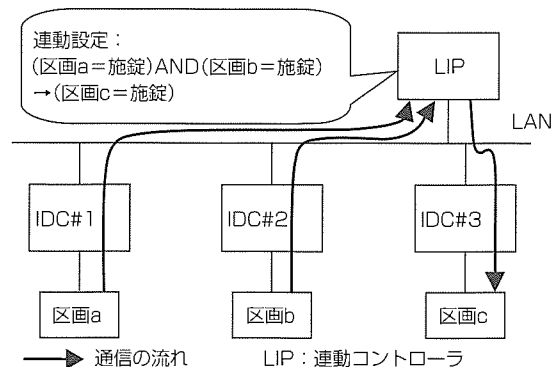 連動設定：
(区画a＝施錠)AND(区画b＝施錠)
→(区画c＝施錠)
LIP
LAN
IDC#1
IDC#2
IDC#3
区画a
区画b
区画c
通信の流れ
LIP：連動コントローラ